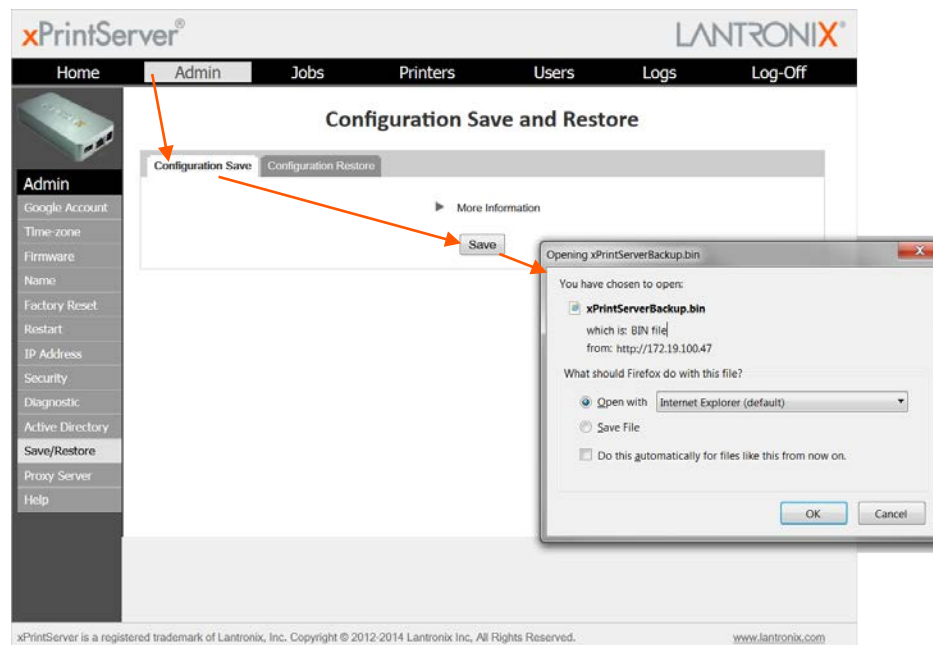 xPrintServer®
LANTRONIX®
Home Admin Jobs Printers Users Logs Log-Off
Configuration Save and Restore
Configuration Save Configuration Restore
More Information
Save
Admin
Google Account
Time-zone
Firmware
Name
Factory Reset
Restart
IP Address
Security
Diagnostic
Active Directory
Save/Restore
Proxy Server
Help
Opening xPrintServerBackup.bin
You have chosen to open:
xPrintServerBackup.bin
which is: BIN file
from: http://172.19.100.47
What should Firefox do with this file?
Open with Internet Explorer (default)
Save File
Do this automatically for files like this from now on.
OK Cancel
xPrintServer is a registered trademark of Lantronix, Inc. Copyright © 2012-2014 Lantronix Inc, All Rights Reserved. www.lantronix.com